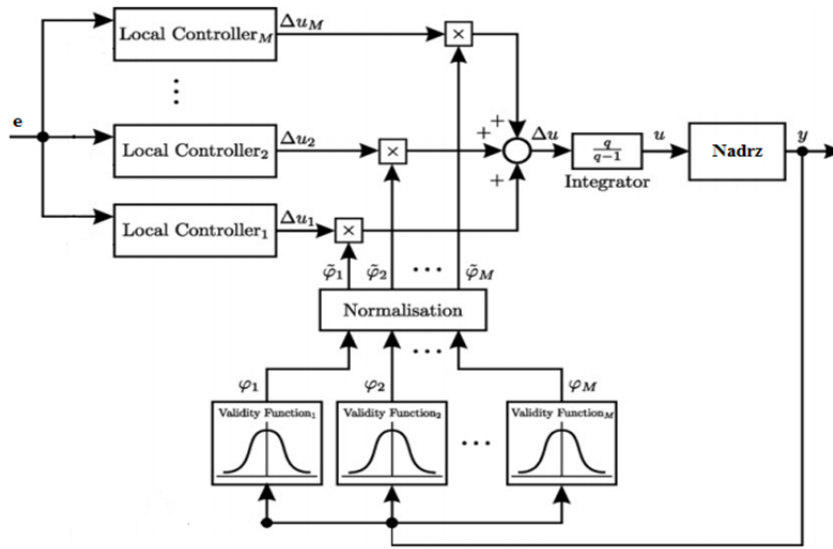 Local Controller_M
Δu_M
×
⋮
e
Local Controller_2
Δu_2
×
+
+
+
Δu
q
q−1
Integrator
u
Nadrz
y
Local Controller_1
Δu_1
×
φ̃_1
φ̃_2
⋯
φ̃_M
Normalisation
⋯
φ_1
φ_2
φ_M
Validity Function_1
Validity Function_2
⋯
Validity Function_M